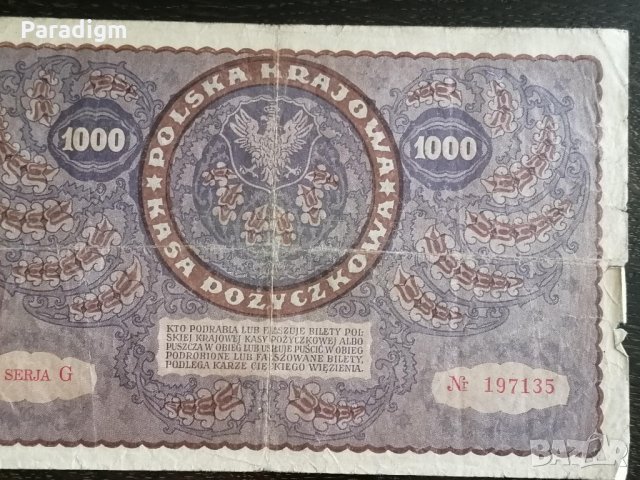 Paradigm
POLSKA KRAJOWA
1000
1000
★ KASA POŻYCZKOWA ★
KTO PODRABIA LUB FAŁSZUJE BILETY POL-
SKIEJ KRAJOWEJ KASY POŻYCZKOWEJ ALBO
PUSZCZA W OBIEG LUB USIŁUJE PUŚCIĆ W OBIEG
PODROBIONE LUB FAŁSZOWANE BILETY,
PODLEGA KARZE CIĘŻKIEGO WIĘZIENIA.
SERJA G
№ 197135
BAZAR